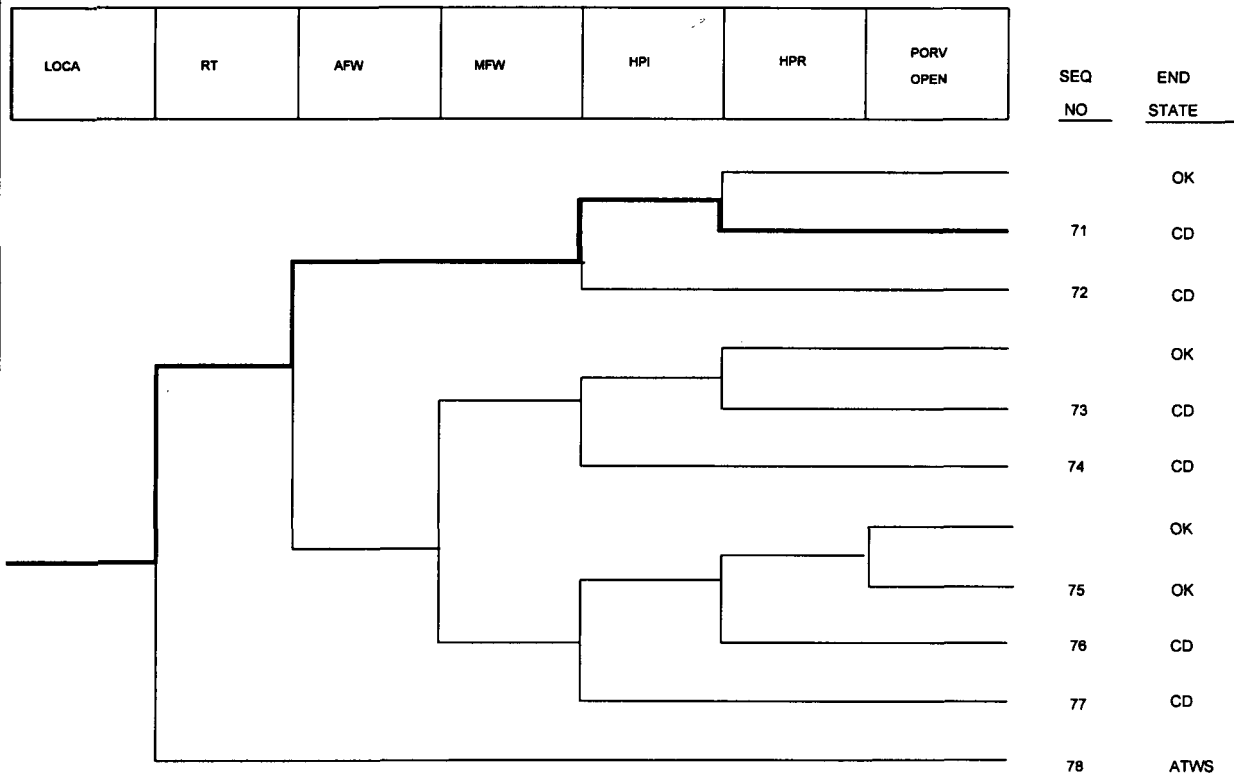 LOCA RT AFW MFW HPI HPR PORV OPEN
SEQ NO END STATE
OK
71 CD
72 CD
OK
73 CD
74 CD
OK
75 OK
76 CD
77 CD
78 ATWS